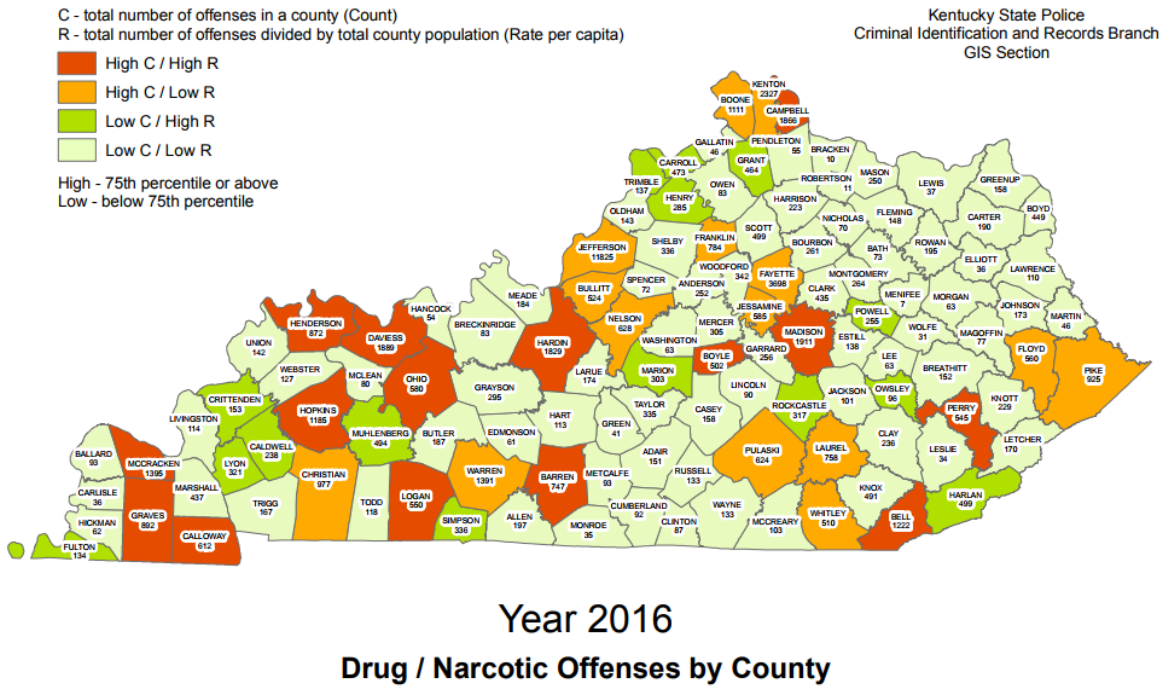 C - total number of offenses in a county (Count)
R - total number of offenses divided by total county population (Rate per capita)
High C / High R
High C / Low R
Low C / High R
Low C / Low R
High - 75th percentile or above
Low - below 75th percentile
Kentucky State Police
Criminal Identification and Records Branch
GIS Section
KENTON
2327
BOONE
1111
CAMPBELL
1866
GALLATIN
46
PENDLETON
55
BRACKEN
10
CARROLL
473
GRANT
464
ROBERTSON
11
MASON
250
LEWIS
37
GREENUP
158
TRIMBLE
137
OWEN
83
HENRY
285
HARRISON
223
NICHOLAS
70
FLEMING
148
CARTER
190
BOYD
449
OLDHAM
143
JEFFERSON
11825
SHELBY
336
FRANKLIN
784
SCOTT
499
BOURBON
261
BATH
73
ROWAN
195
ELLIOTT
36
LAWRENCE
110
WOODFORD
342
FAYETTE
3698
MONTGOMERY
264
BULLITT
524
SPENCER
72
ANDERSON
252
CLARK
435
MENIFEE
7
MORGAN
63
JOHNSON
173
MARTIN
46
HANCOCK
54
MEADE
184
NELSON
628
MERCER
305
JESSAMINE
585
POWELL
255
HENDERSON
872
DAVIESS
1889
BRECKINRIDGE
83
HARDIN
1829
WASHINGTON
63
BOYLE
502
GARRARD
256
MADISON
1911
ESTILL
138
WOLFE
31
MAGOFFIN
77
FLOYD
560
PIKE
925
UNION
142
WEBSTER
127
MCLEAN
80
OHIO
580
GRAYSON
295
LARUE
174
MARION
303
LINCOLN
90
ROCKCASTLE
317
JACKSON
101
LEE
63
OWSLEY
96
BREATHITT
152
KNOTT
229
CRITTENDEN
153
HOPKINS
1185
LIVINGSTON
114
MUHLENBERG
494
BUTLER
187
EDMONSON
61
HART
113
GREEN
41
TAYLOR
335
CASEY
158
PERRY
545
CLAY
238
LESLIE
34
LETCHER
170
BALLARD
93
MCCRACKEN
1395
CALDWELL
238
LYON
321
CHRISTIAN
977
WARREN
1391
BARREN
747
METCALFE
93
ADAIR
151
RUSSELL
133
PULASKI
624
LAUREL
758
KNOX
491
HARLAN
499
CARLISLE
36
MARSHALL
437
TRIGG
167
TODD
118
LOGAN
550
SIMPSON
336
ALLEN
197
MONROE
35
CUMBERLAND
92
CLINTON
87
WAYNE
133
MCCREARY
103
WHITLEY
510
BELL
1222
HICKMAN
62
GRAVES
892
CALLOWAY
612
FULTON
134
Year 2016
Drug / Narcotic Offenses by County